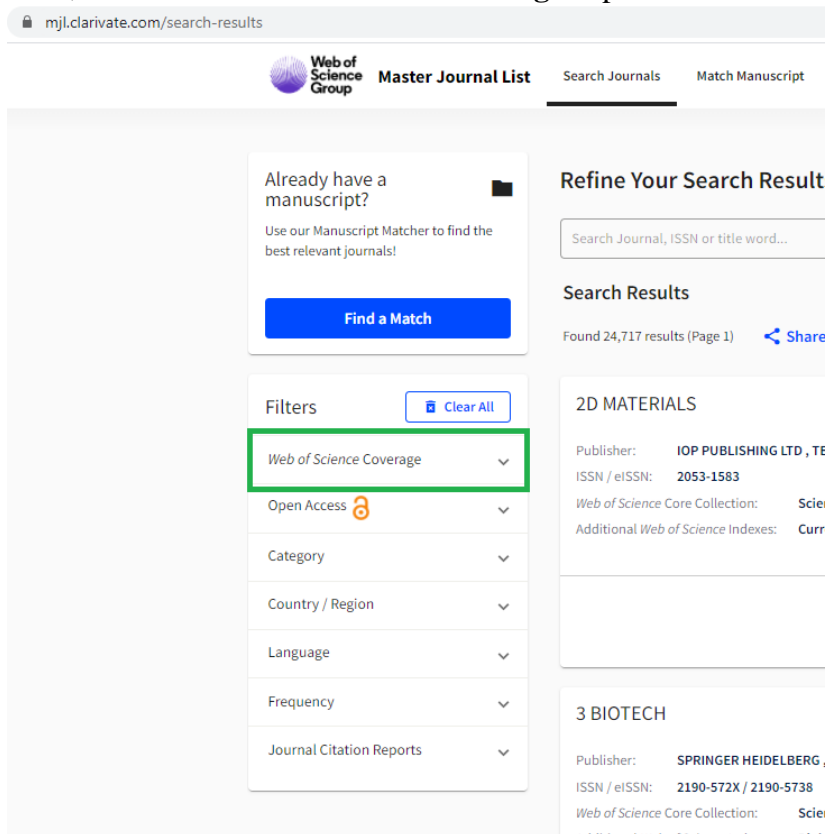 mjl.clarivate.com/search-results
Web of
Science
Group
Master Journal List
Search Journals
Match Manuscript
Already have a
manuscript?
Use our Manuscript Matcher to find the
best relevant journals!
Find a Match
Filters
Clear All
Web of Science Coverage
Open Access
Category
Country / Region
Language
Frequency
Journal Citation Reports
Refine Your Search Result
Search Journal, ISSN or title word...
Search Results
Found 24,717 results (Page 1)
Share
2D MATERIALS
Publisher: IOP PUBLISHING LTD , TE
ISSN / eISSN: 2053-1583
Web of Science Core Collection: Scien
Additional Web of Science Indexes: Curr
3 BIOTECH
Publisher: SPRINGER HEIDELBERG ,
ISSN / eISSN: 2190-572X / 2190-5738
Web of Science Core Collection: Scien